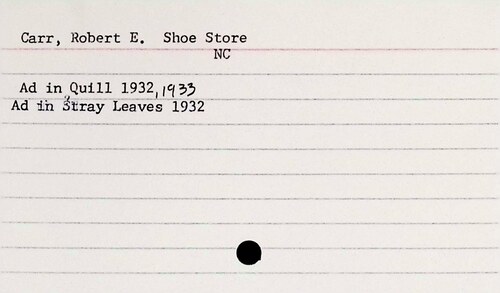 Carr, Robert E. Shoe Store
NC
Ad in Quill 1932, 1933
Ad in Stray Leaves 1932